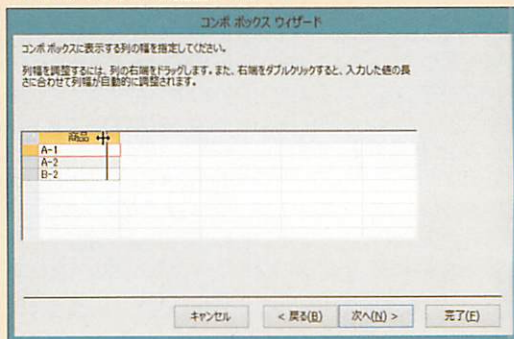 コンボ ボックス ウィザード
コンボ ボックスに表示する列の幅を指定してください。
列幅を調整するには、列の右端をドラッグします。また、右端をダブルクリックすると、入力した値の長
さに合わせて列幅が自動的に調整されます。
商品
A-1
A-2
B-2
キャンセル
< 戻る(B)
次へ(N) >
完了(F)